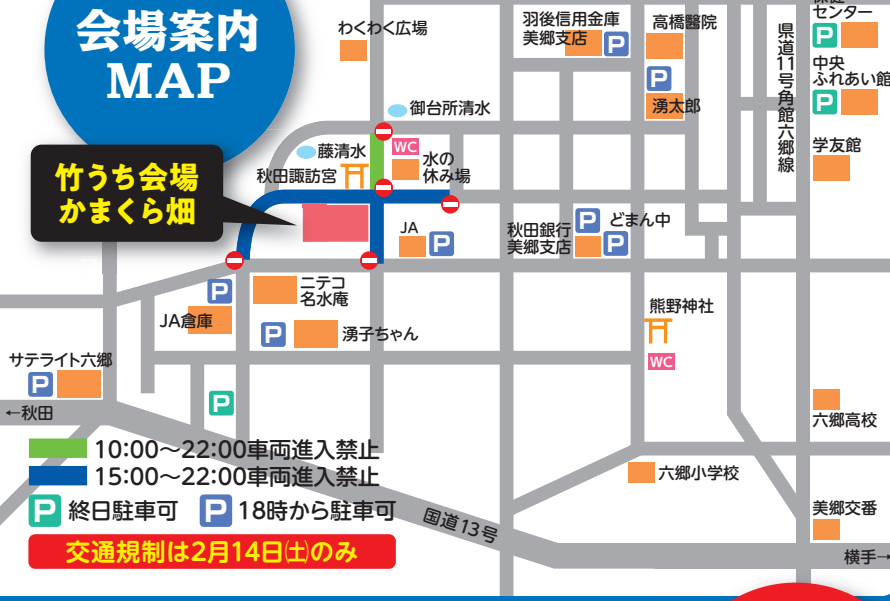 会場案内
MAP
わくわく広場
羽後信用金庫
美郷支店
P
高橋醫院
P
湧太郎
県道11号角館六郷線
センター
P
中央
ふれあい館
P
学友館
御台所清水
藤清水
WC
水の
休み場
秋田諏訪宮
竹うち会場
かまくら畑
JA
P
秋田銀行
美郷支店
P
どまん中
P
ニテコ
名水庵
P
JA倉庫
P
湧子ちゃん
熊野神社
WC
サテライト六郷
P
←秋田
P
六郷高校
10:00〜22:00車両進入禁止
15:00〜22:00車両進入禁止
P 終日駐車可
P 18時から駐車可
交通規制は2月14日㈯のみ
国道13号
六郷小学校
美郷交番
横手→